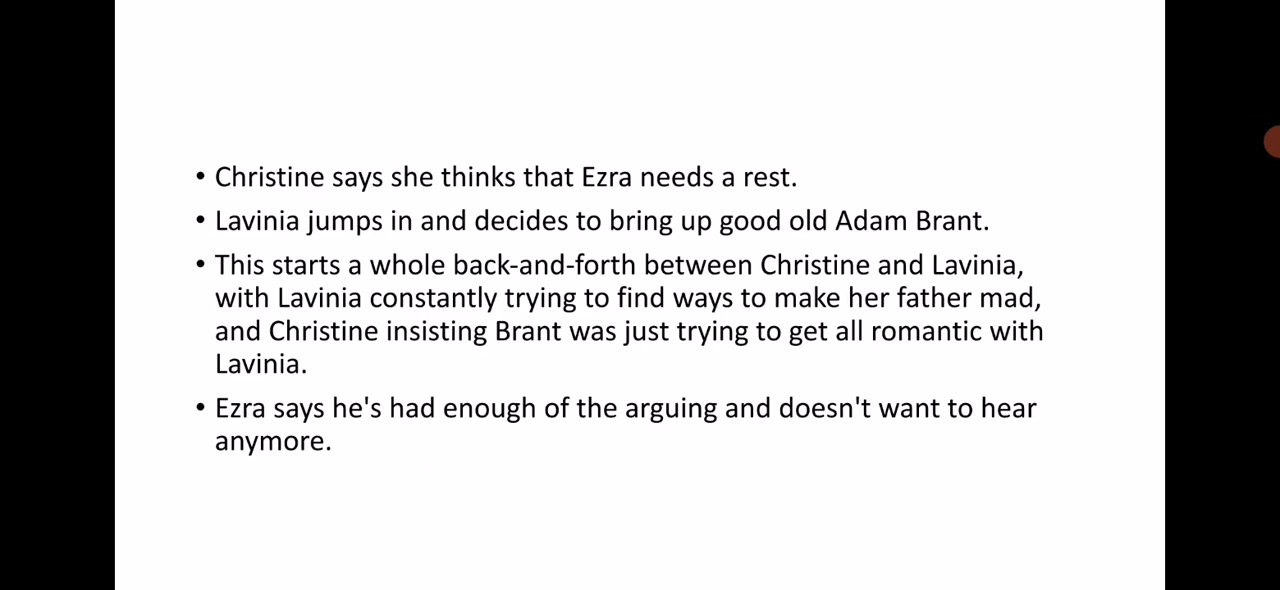 • Christine says she thinks that Ezra needs a rest.
• Lavinia jumps in and decides to bring up good old Adam Brant.
• This starts a whole back-and-forth between Christine and Lavinia,
with Lavinia constantly trying to find ways to make her father mad,
and Christine insisting Brant was just trying to get all romantic with
Lavinia.
• Ezra says he's had enough of the arguing and doesn't want to hear
anymore.